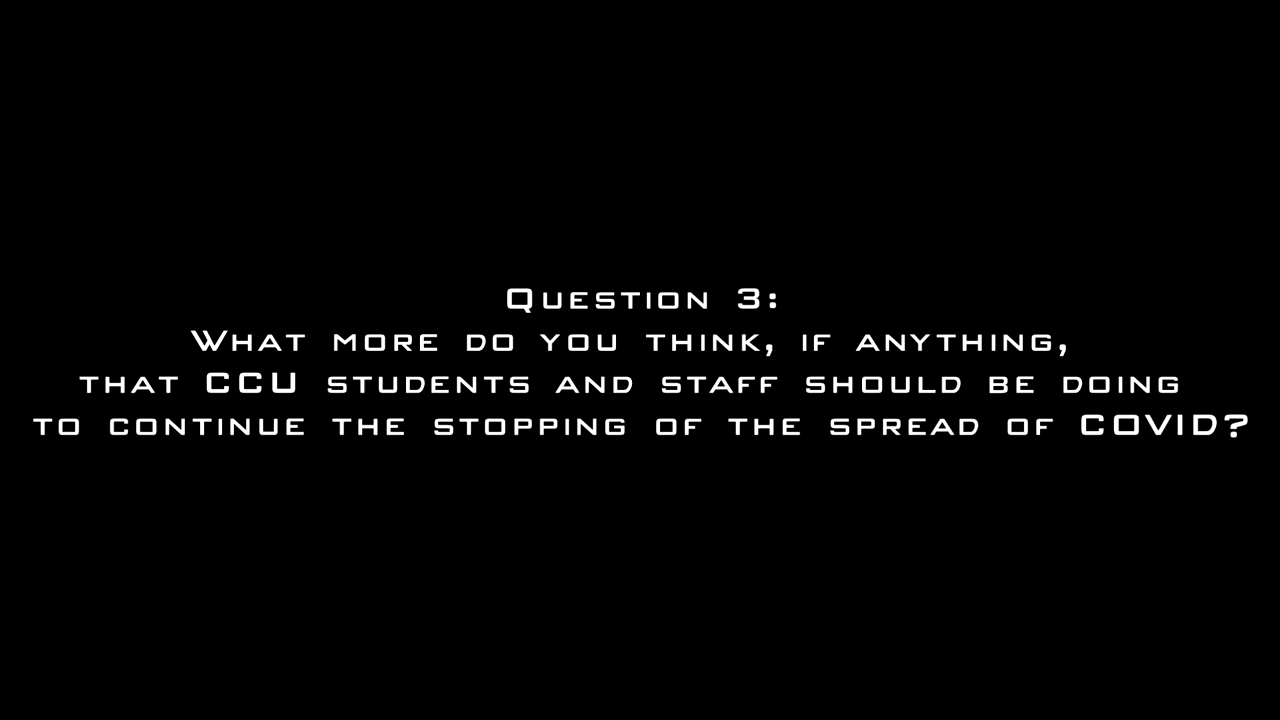 Question 3:
What more do you think, if anything,
that CCU students and staff should be doing
to continue the stopping of the spread of COVID?